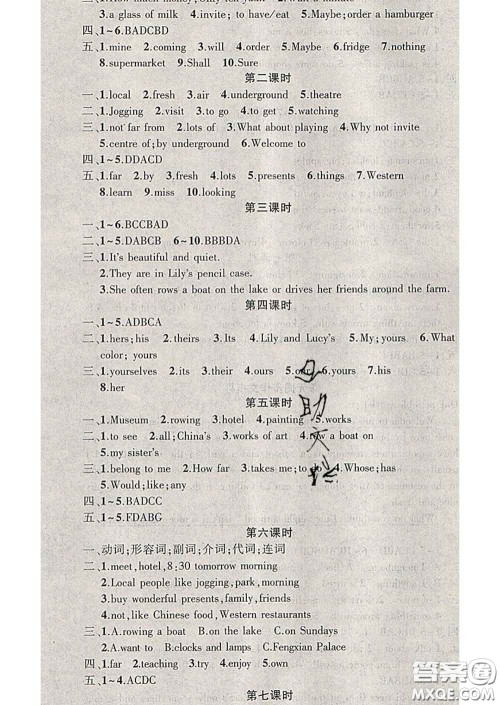 3.a glass of milk 4.invite; to have/eat 5.Maybe; order a hamburger
四、1~6.BADCBD
五、1.mine 2.coming 3.will 4.order 5.Maybe 6.fridge 7.nothing
8.supermarket 9.Shall 10.Sure
第二课时
一、1.local 2.fresh 3.air 4.underground 5.theatre
二、1.Jogging 2.visit 3.to go 4.to get 5.watching
三、1.not far from 2.lots of 3.What about playing 4.Why not invite
5.centre of; by underground 6.Welcome to
四、1~5.DDACD
五、1.far 2.by 3.fresh 4.lots 5.presents 6.things 7.Western
8.learn 9.miss 10.looking
第三课时
一、1~6.BCCBAD
二、1~5.DABCB 6~10.BBBDA
三、1.It's beautiful and quiet.
2.They are in Lily's pencil case.
3.She often rows a boat on the lake or drives her friends around the farm.
第四课时
一、1~5.ADBCA
二、1.hers; his 2.theirs 3.Its 4.Lily and Lucy's 5.My; yours 6.What
color; yours
三、1.yourselves 2.its 3.their 4.hers 5.our 6.yours 7.his
8.her
第五课时
一、1.Museum 2.rowing 3.hotel 4.painting 5.works
二、1.to see 2.all; China's 3.works of art 4.row a boat on
5.my sister's
三、1.belong to me 2.How far 3.takes me; to 4.Whose; has
5.Would; like; any
四、1~5.BADCC
五、1~5.FDABG
第六课时
一、动词; 形容词; 副词; 介词; 代词; 连词
二、1.meet, hotel, 8:30 tomorrow morning
2.Local people like jogging, park, morning
3.buy wonderful presents, family, friends
4.not, like Chinese food, Western restaurants
三、1.A.rowing a boat B.on the lake C.on Sundays
2.A.want to B.clocks and lamps C.Fengxian Palace
四、1.far 2.teaching 3.try 4.enjoy 5.own
五、1~4.ACDC
第七课时
答案圈
MXQE.COM